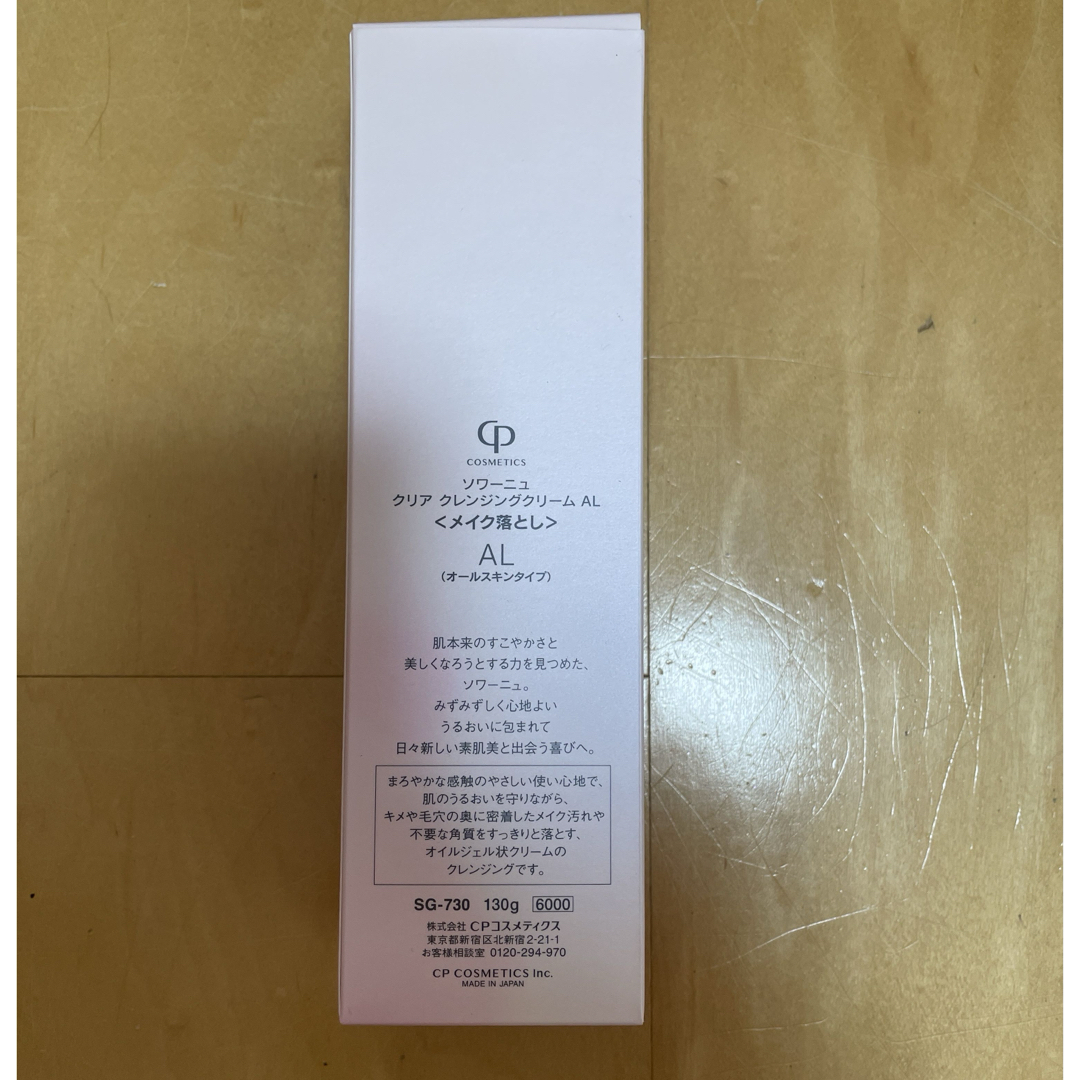 CP
COSMETICS
ソワーニュ
クリア クレンジングクリーム AL
<メイク落とし>
AL
(オールスキンタイプ)
肌本来のすこやかさと
美しくなろうとする力を見つめた、
ソワーニュ。
みずみずしく心地よい
うるおいに包まれて
日々新しい素肌美と出会う喜びへ。
まろやかな感触のやさしい使い心地で、
肌のうるおいを守りながら、
キメや毛穴の奥に密着したメイク汚れや
不要な角質をすっきりと落とす、
オイルジェル状クリームの
クレンジングです。
SG-730 130g 6000
株式会社 CPコスメティクス
東京都新宿区北新宿2-21-1
お客様相談室 0120-294-970
CP COSMETICS Inc.
MADE IN JAPAN